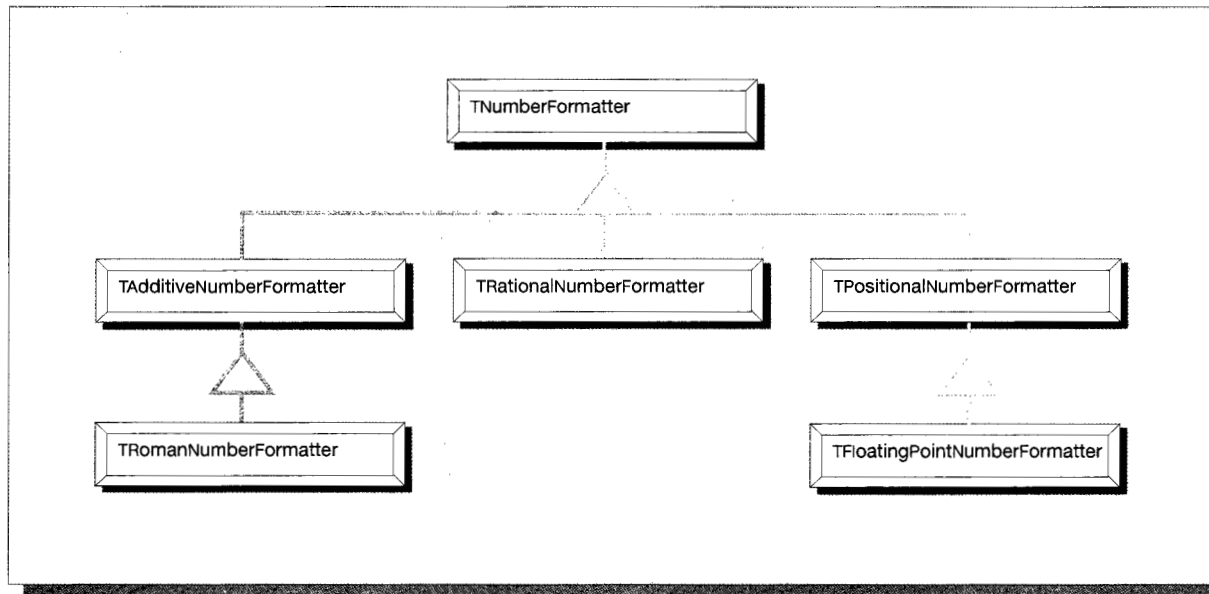 TNumberFormatter
TAdditiveNumberFormatter
TRationalNumberFormatter
TPositionalNumberFormatter
TRomanNumberFormatter
TFloatingPointNumberFormatter